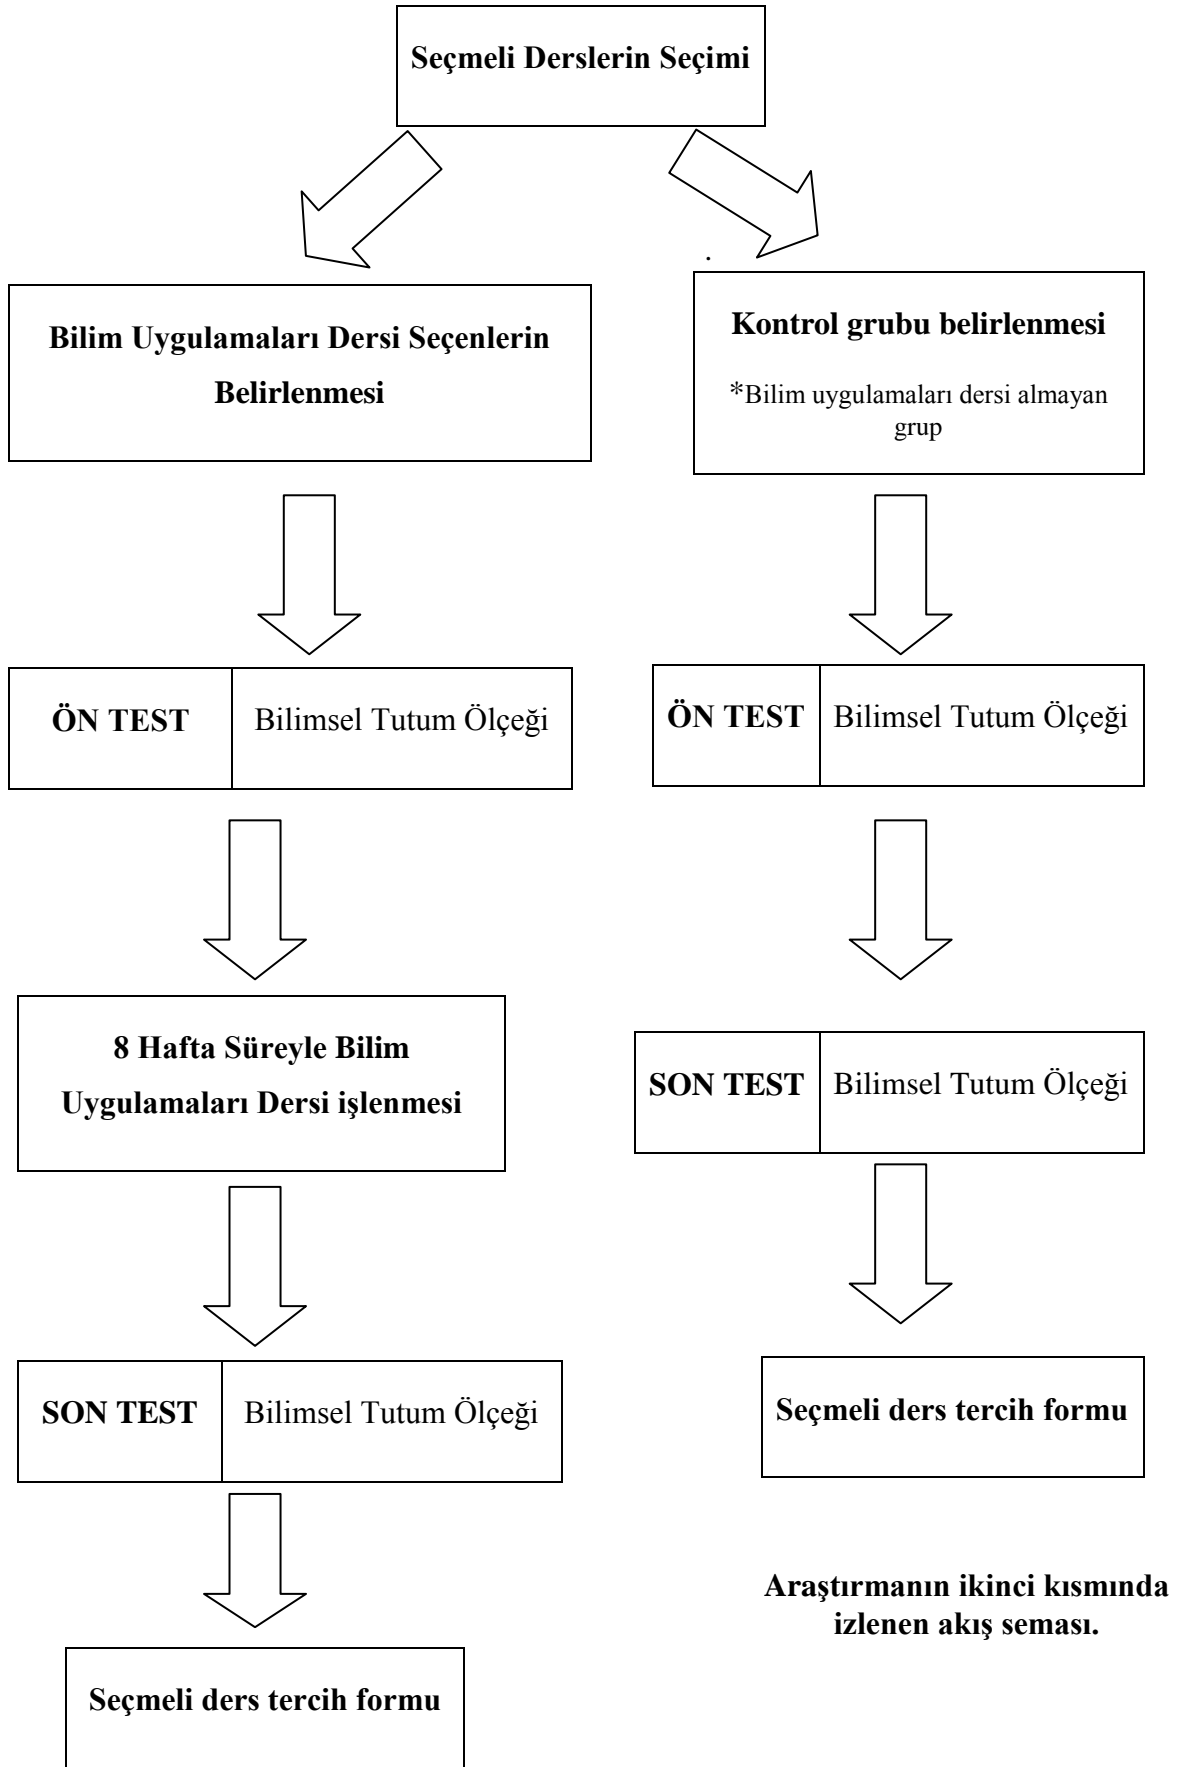 Seçmeli Derslerin Seçimi
.
Bilim Uygulamaları Dersi Seçenlerin
Belirlenmesi
Kontrol grubu belirlenmesi
*Bilim uygulamaları dersi almayan
grup
ÖN TEST Bilimsel Tutum Ölçeği
ÖN TEST Bilimsel Tutum Ölçeği
8 Hafta Süreyle Bilim
Uygulamaları Dersi işlenmesi
SON TEST Bilimsel Tutum Ölçeği
SON TEST Bilimsel Tutum Ölçeği
Seçmeli ders tercih formu
Seçmeli ders tercih formu
Araştırmanın ikinci kısmında
izlenen akış seması.